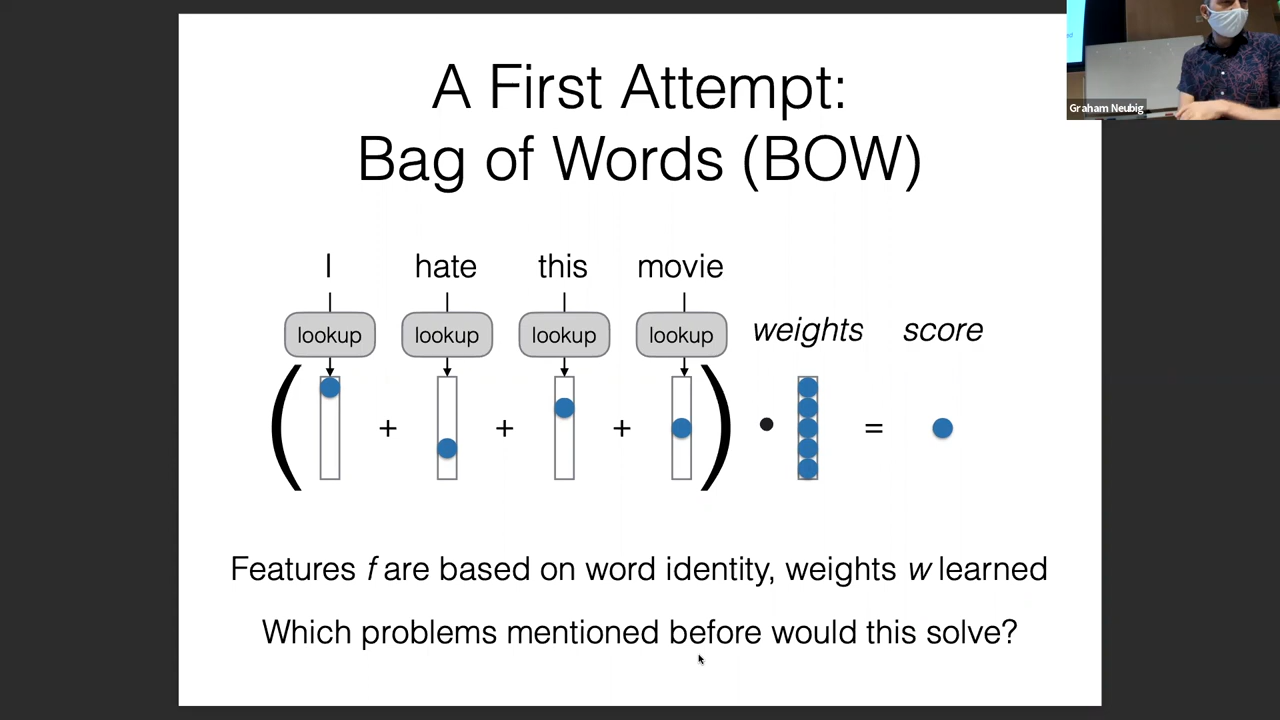 A First Attempt:
Bag of Words (BOW)
Graham Neubig
I hate this movie
lookup lookup lookup lookup weights score
( + + + ) • =
Features f are based on word identity, weights w learned
Which problems mentioned before would this solve?